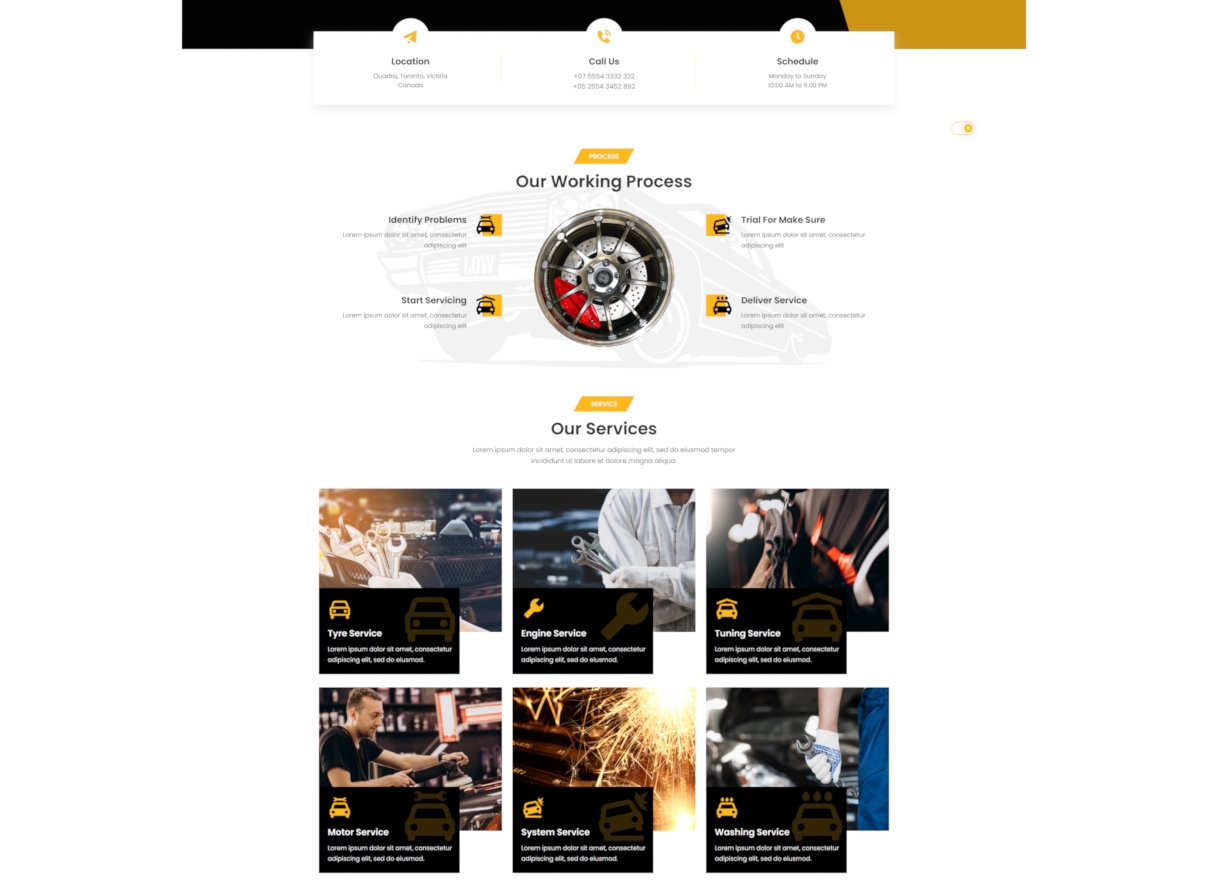 Location
Quadra, Toronto, Victiria
Canada
Call Us
+07 5554 3332 322
+05 2554 3452 892
Schedule
Monday to Sunday
10:00 AM to 6.00 PM
PROCESS
Our Working Process
Identify Problems
Lorem ipsum dolor sit amet, consectetur
adipiscing elit
Trial For Make Sure
Lorem ipsum dolor sit amet, consectetur
adipiscing elit
LOW
Start Servicing
Lorem ipsum dolor sit amet, consectetur
adipiscing elit
Deliver Service
Lorem ipsum dolor sit amet, consectetur
adipiscing elit
SERVICE
Our Services
Lorem ipsum dolor sit amet, consectetur adipiscing elit, sed do eiusmod tempor
incididunt ut labore et dolore magna aliqua.
Tyre Service
Lorem ipsum dolor sit amet, consectetur
adipiscing elit, sed do eiusmod.
Engine Service
Lorem ipsum dolor sit amet, consectetur
adipiscing elit, sed do eiusmod.
Tuning Service
Lorem ipsum dolor sit amet, consectetur
adipiscing elit, sed do eiusmod.
Motor Service
Lorem ipsum dolor sit amet, consectetur
adipiscing elit, sed do eiusmod.
System Service
Lorem ipsum dolor sit amet, consectetur
adipiscing elit, sed do eiusmod.
Washing Service
Lorem ipsum dolor sit amet, consectetur
adipiscing elit, sed do eiusmod.